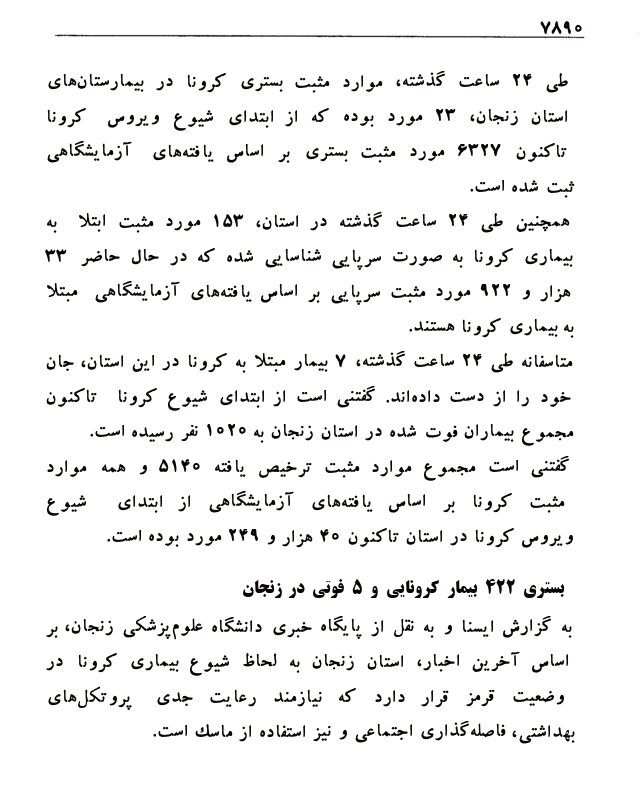 ۷۸۹۰
طی ۲۴ ساعت گذشته، موارد مثبت بستری کرونا در بیمارستان‌های
استان زنجان، ۲۳ مورد بوده که از ابتدای شیوع ویروس کرونا
تاکنون ۶۳۲۷ مورد مثبت بستری بر اساس یافته‌های آزمایشگاهی
ثبت شده است.
همچنین طی ۲۴ ساعت گذشته در استان، ۱۵۳ مورد مثبت ابتلا به
بیماری کرونا به صورت سرپایی شناسایی شده که در حال حاضر ۳۳
هزار و ۹۲۲ مورد مثبت سرپایی بر اساس یافته‌های آزمایشگاهی مبتلا
به بیماری کرونا هستند.
متاسفانه طی ۲۴ ساعت گذشته، ۷ بیمار مبتلا به کرونا در این استان، جان
خود را از دست داده‌اند. گفتنی است از ابتدای شیوع کرونا تاکنون
مجموع بیماران فوت شده در استان زنجان به ۱۰۲۰ نفر رسیده است.
گفتنی است مجموع موارد مثبت ترخیص یافته ۵۱۴۰ و همه موارد
مثبت کرونا بر اساس یافته‌های آزمایشگاهی از ابتدای شیوع
ویروس کرونا در استان تاکنون ۴۰ هزار و ۲۴۹ مورد بوده است.
بستری ۴۲۲ بیمار کرونایی و ۵ فوتی در زنجان
به گزارش ایسنا و به نقل از پایگاه خبری دانشگاه علوم‌پزشکی زنجان، بر
اساس آخرین اخبار، استان زنجان به لحاظ شیوع بیماری کرونا در
وضعیت قرمز قرار دارد که نیازمند رعایت جدی پروتکل‌های
بهداشتی، فاصله‌گذاری اجتماعی و نیز استفاده از ماسک است.